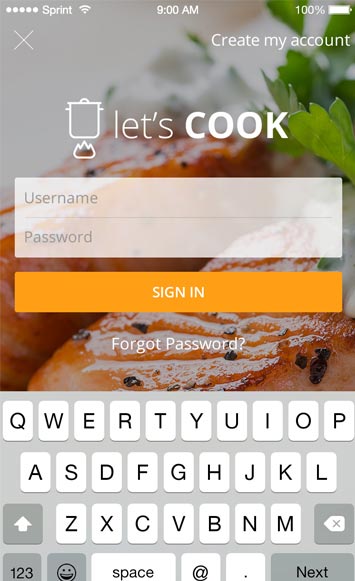 Sprint 9:00 AM 100%
Create my account
let's COOK
Username
Password
SIGN IN
Forgot Password?
Q W E R T Y U I O P
A S D F G H J K L
Z X C V B N M
123 space @ . Next